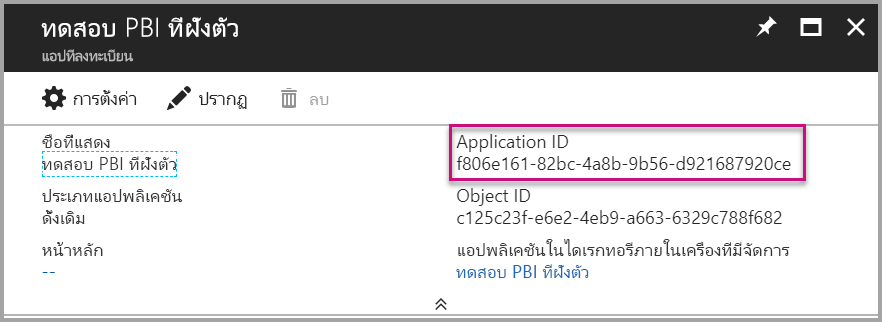 ทดสอบ PBI ที่ฝังตัว
แอปที่ลงทะเบียน
การตั้งค่า ปรากฏ ลบ
ชื่อที่แสดง
ทดสอบ PBI ที่ฝังตัว
Application ID
f806e161-82bc-4a8b-9b56-d921687920ce
ประเภทแอปพลิเคชัน
ดั้งเดิม
Object ID
c125c23f-e6e2-4eb9-a663-6329c788f682
หน้าหลัก
--
แอปพลิเคชันในไดเรกทอรีภายในเครื่องที่มีจัดการ
ทดสอบ PBI ที่ฝังตัว